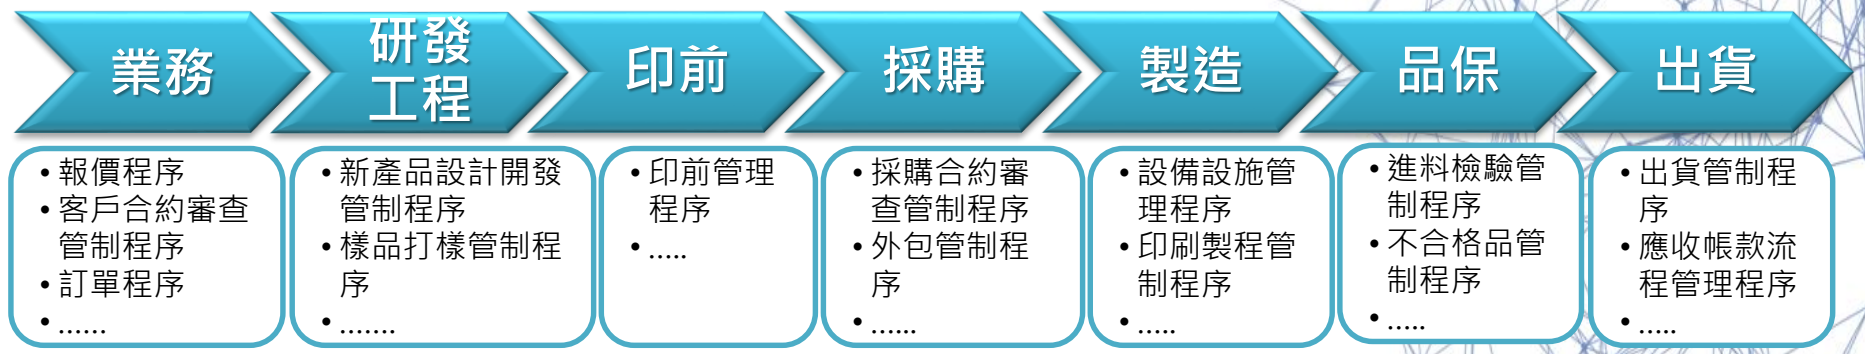 業務
研發
工程
印前
採購
製造
品保
出貨
• 報價程序
• 客戶合約審查
管制程序
• 訂單程序
• ......
• 新產品設計開發
管制程序
• 樣品打樣管制程
序
• .......
• 印前管理
程序
• .....
• 採購合約審
查管制程序
• 外包管制程
序
• ......
• 設備設施管
理程序
• 印刷製程管
制程序
• .....
• 進料檢驗管
制程序
• 不合格品管
制程序
• .....
• 出貨管制程
序
• 應收帳款流
程管理程序
• .....